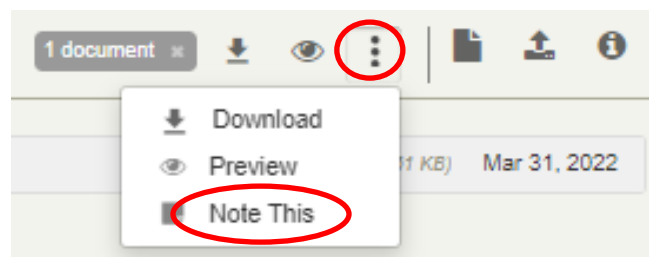 1 document ×
Download
Preview
KB) Mar 31, 2022
Note This